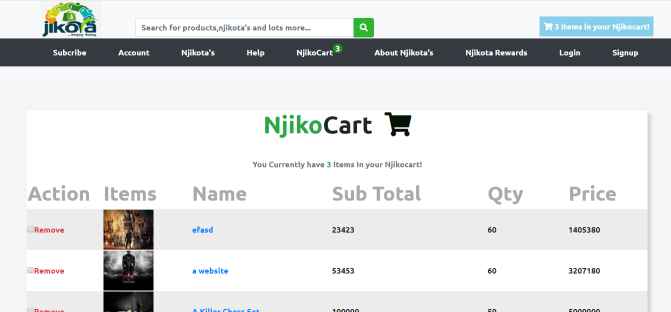 jikota
Search for products,njikota's and lots more...
3 Items in your Njikocart!
Subcribe Account Njikota's Help NjikoCart 3 About Njikota's Njikota Rewards Login Signup
NjikoCart
You Currently have 3 Items in your Njikocart!
Action Items Name Sub Total Qty Price
Remove efasd 23423 60 1405380
Remove a website 53453 60 3207180
Remove A Killer Chess Set 100000 50 5000000